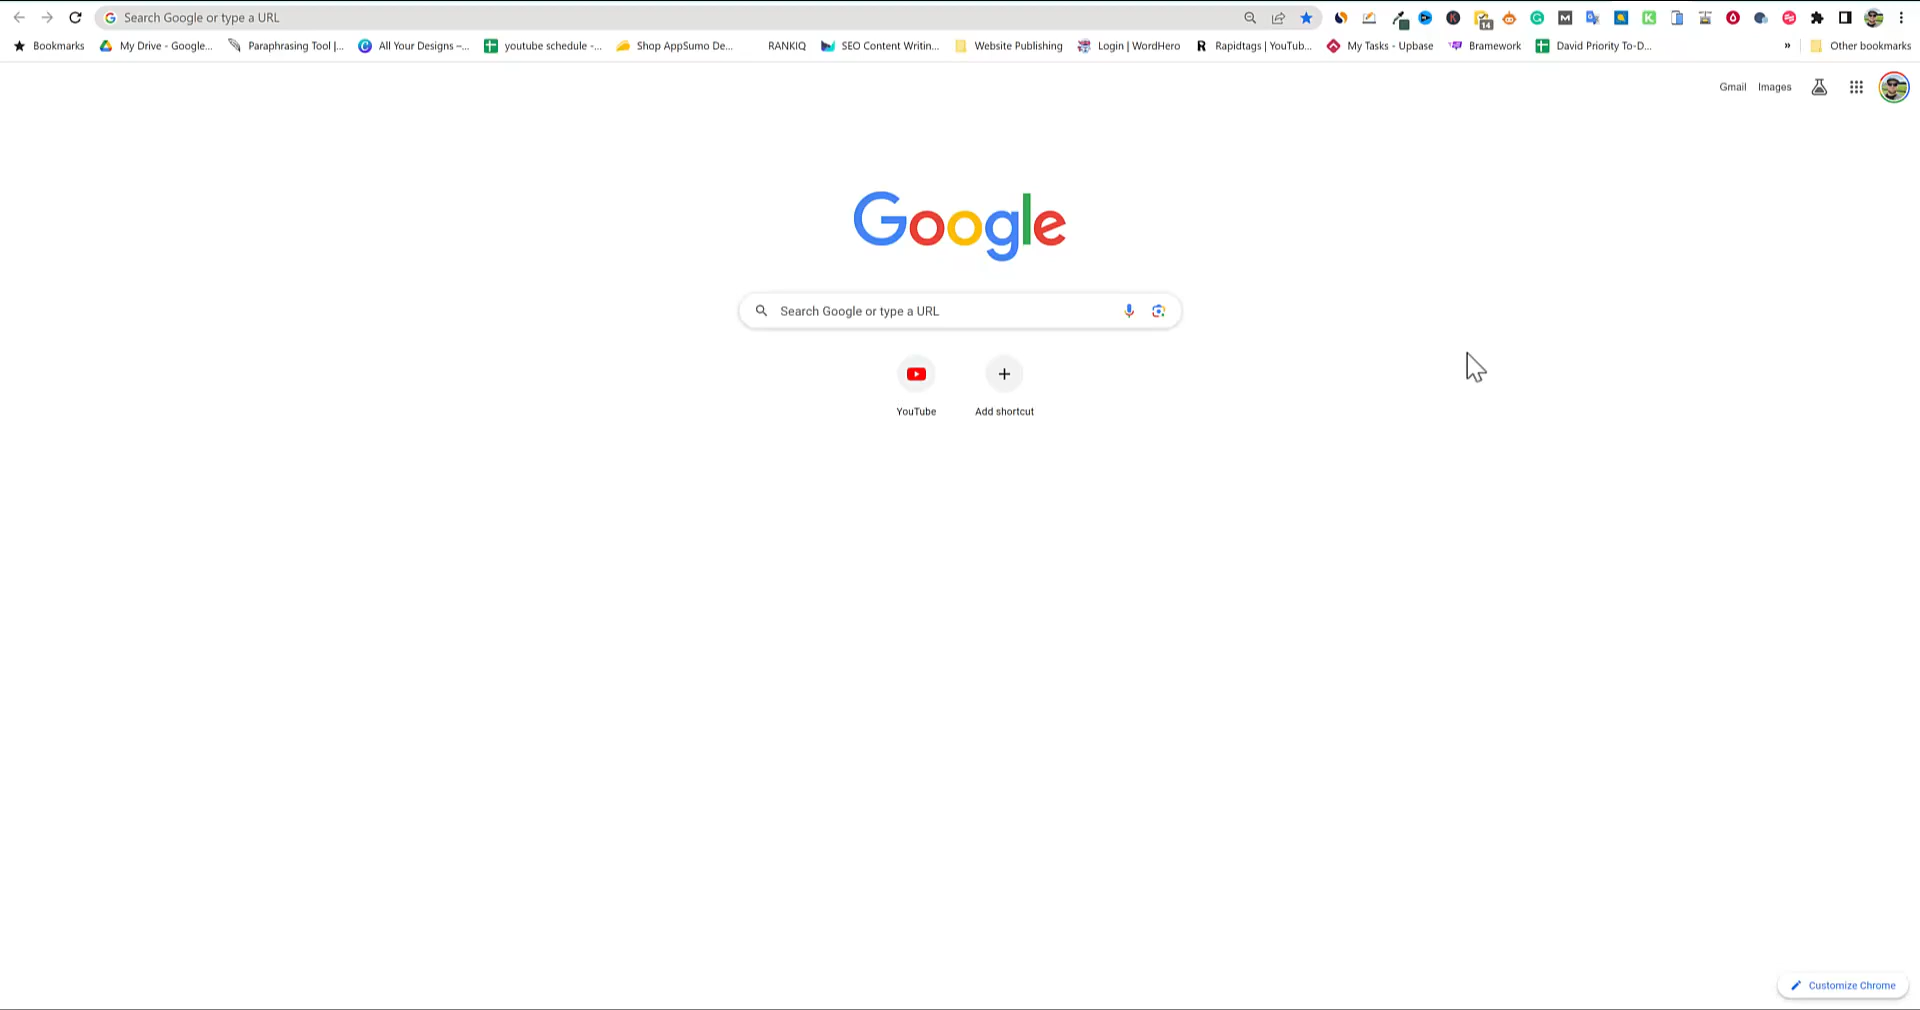 Search Google or type a URL
14
Bookmarks My Drive - Google... Paraphrasing Tool |... All Your Designs –... youtube schedule -... Shop AppSumo De... RANKIQ SEO Content Writin... Website Publishing Login | WordHero Rapidtags | YouTub... My Tasks - Upbase Bramework David Priority To-D... » Other bookmarks
Gmail Images
Google
Search Google or type a URL
YouTube Add shortcut
Customize Chrome